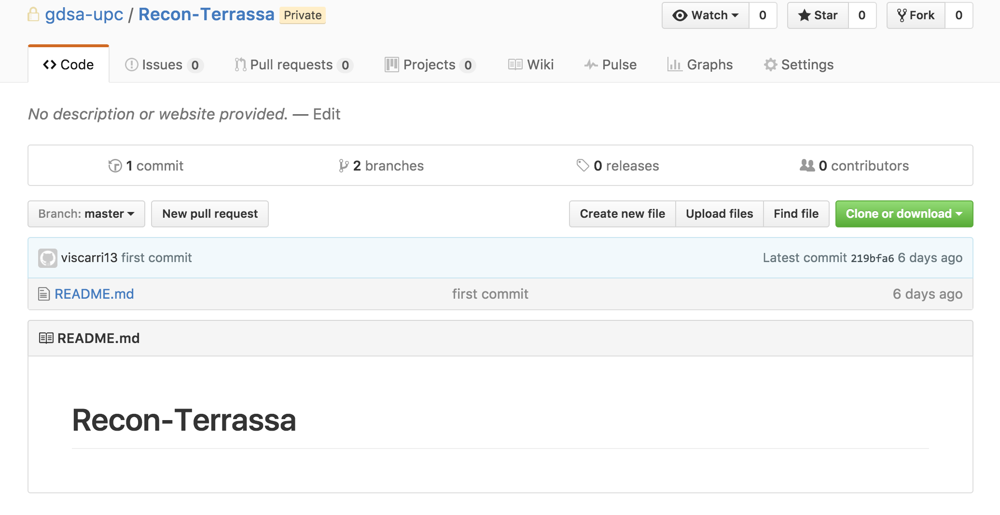 gdsa-upc / Recon-Terrassa Private Watch 0 Star 0 Fork 0
Code Issues 0 Pull requests 0 Projects 0 Wiki Pulse Graphs Settings
No description or website provided. — Edit
1 commit 2 branches 0 releases 0 contributors
Branch: master New pull request Create new file Upload files Find file Clone or download
viscarri13 first commit Latest commit 219bfa6 6 days ago
README.md first commit 6 days ago
README.md
Recon-Terrassa